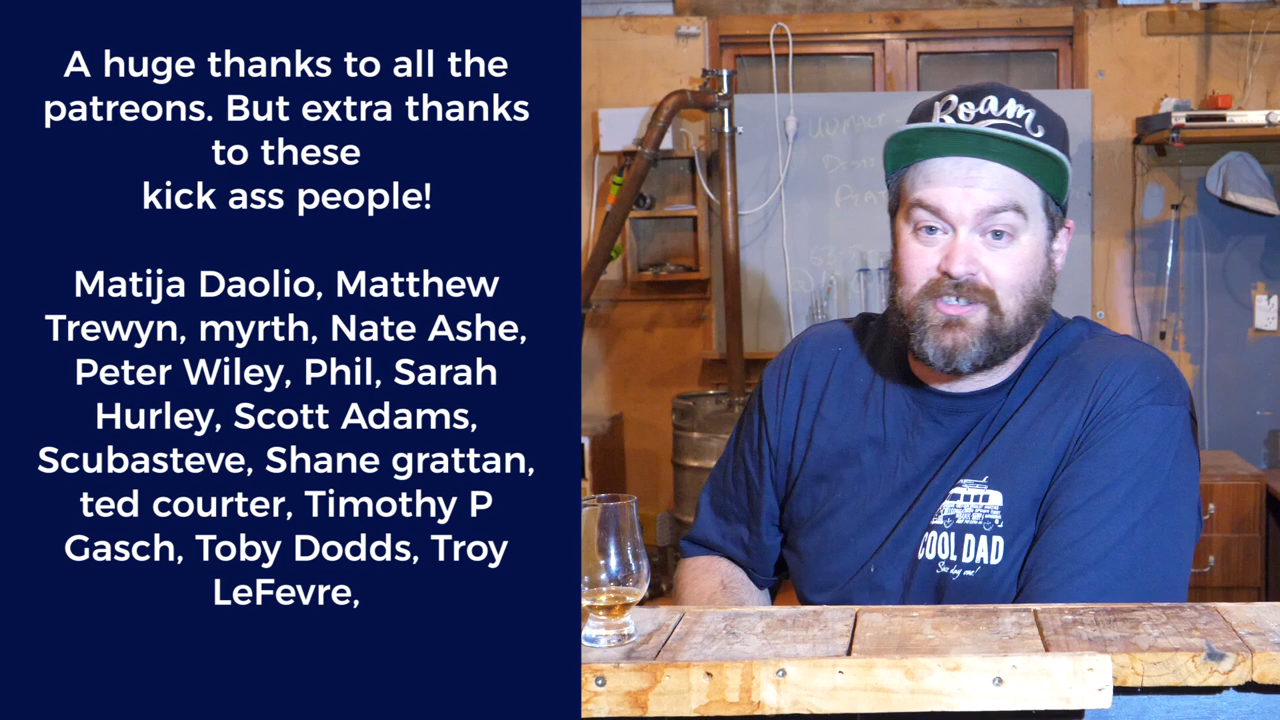 A huge thanks to all the
patreons. But extra thanks
to these
kick ass people!
Matija Daolio, Matthew
Trewyn, myrth, Nate Ashe,
Peter Wiley, Phil, Sarah
Hurley, Scott Adams,
Scubasteve, Shane grattan,
ted courter, Timothy P
Gasch, Toby Dodds, Troy
LeFevre,
Roam
COOL DAD